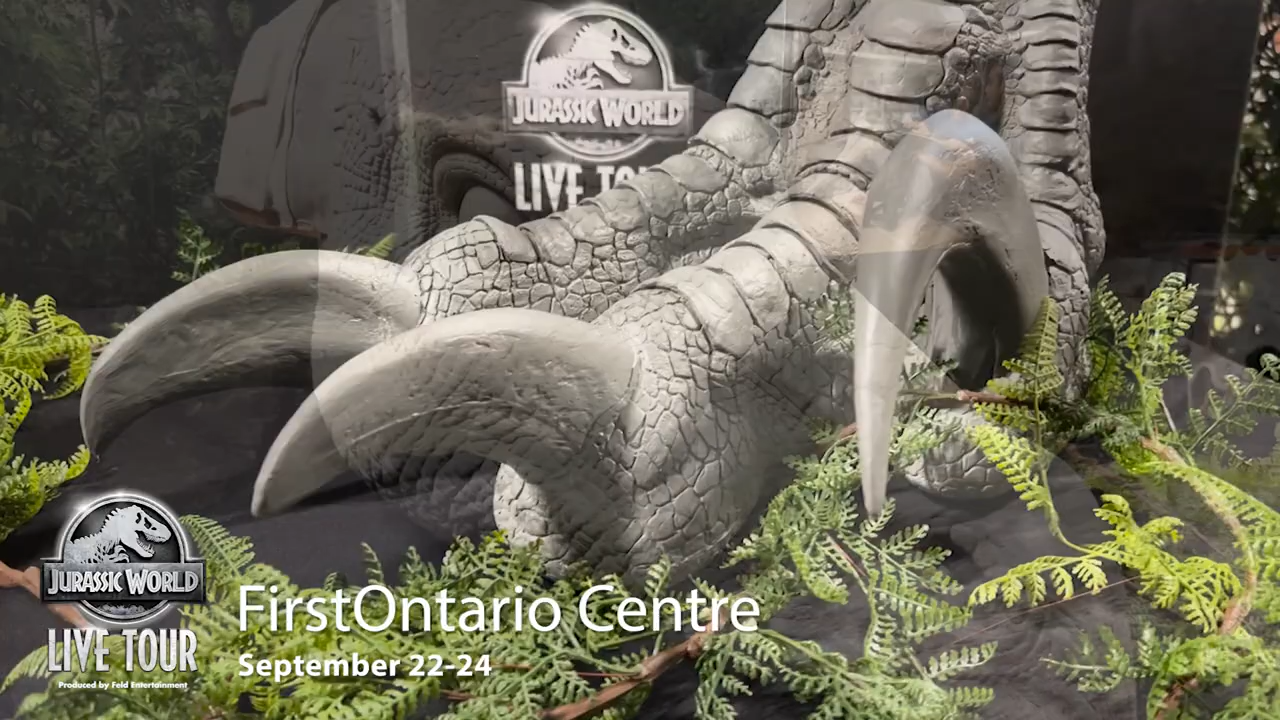 JURASSIC WORLD
LIVE TO
JURASSIC WORLD
LIVE TOUR
Produced by Feld Entertainment
FirstOntario Centre
September 22-24